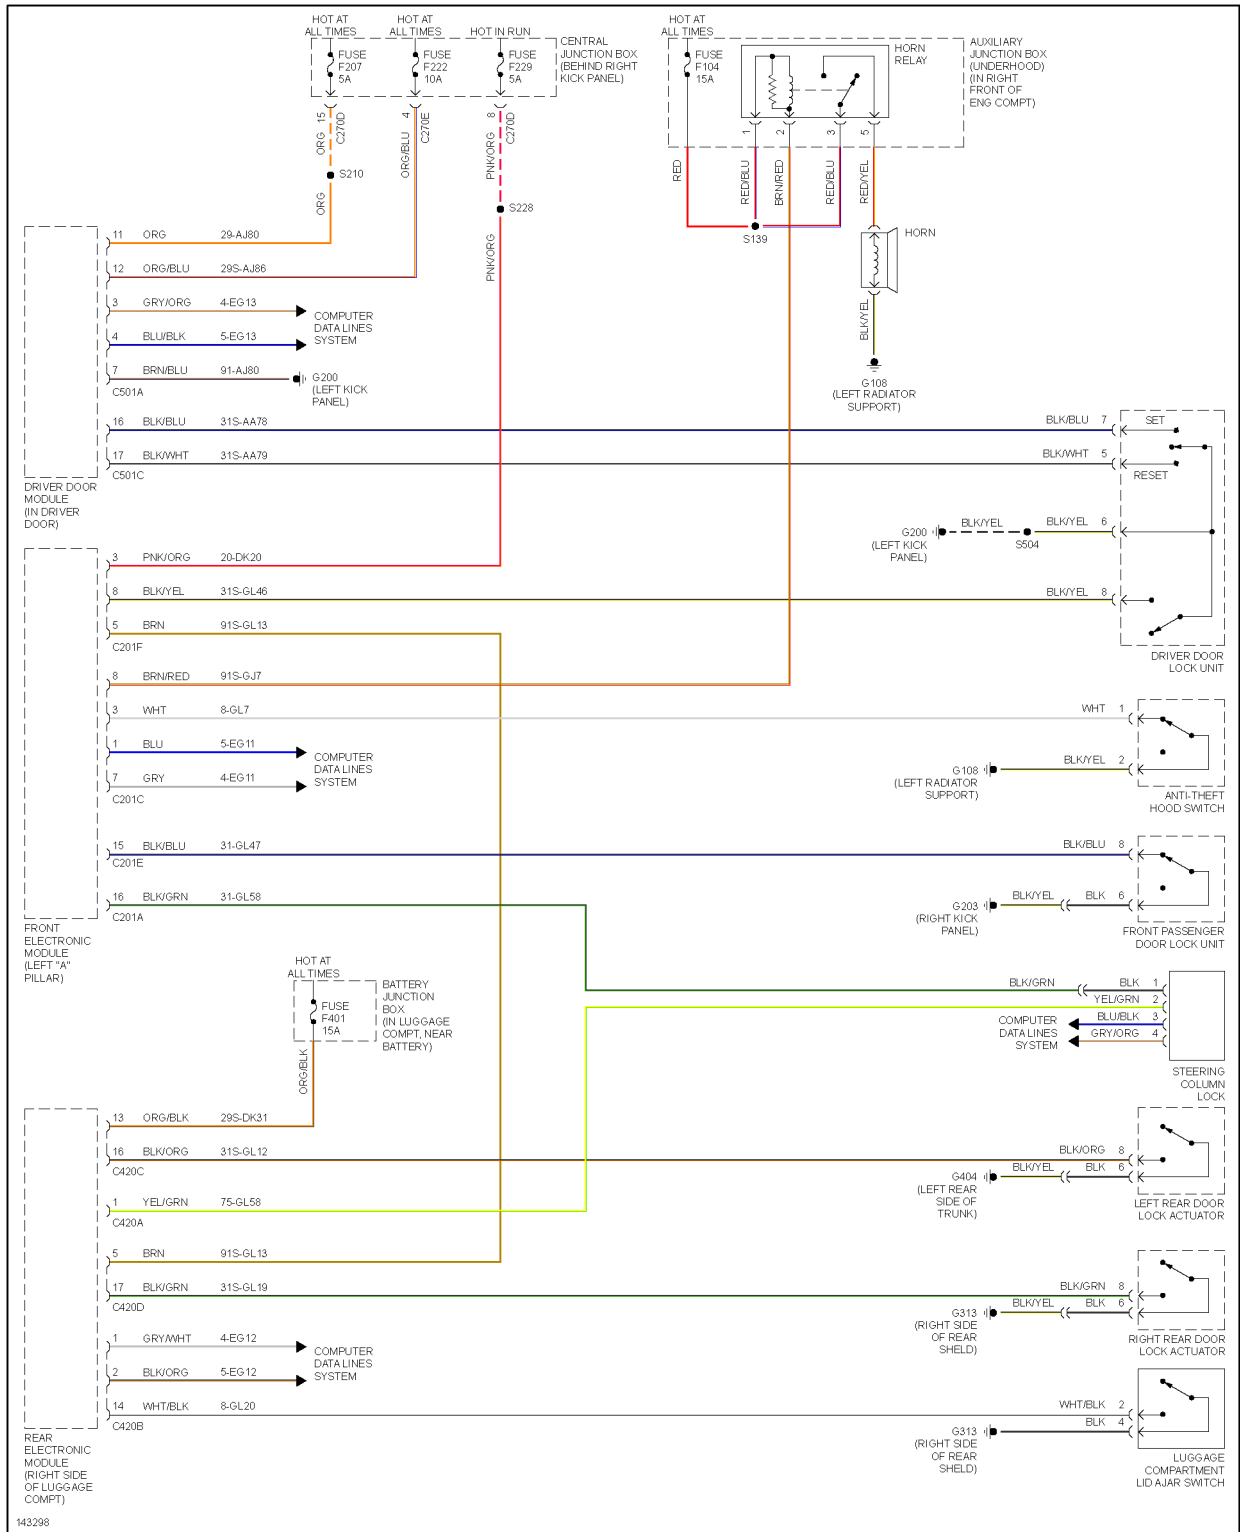 HOT AT
ALL TIMES
HOT AT
ALL TIMES
HOT IN RUN
FUSE
F207
5A
FUSE
F222
10A
FUSE
F229
5A
CENTRAL
JUNCTION BOX
(BEHIND RIGHT
KICK PANEL)
HOT AT
ALL TIMES
FUSE
F104
15A
HORN
RELAY
AUXILIARY
JUNCTION BOX
(UNDERHOOD)
(IN RIGHT
FRONT OF
ENG COMPT)
15
C270D
4
C270E
8
C270D
1
2
3
5
ORG
ORG/BLU
PNK/ORG
S210
ORG
S228
PNK/ORG
RED
RED/BLU
BRN/RED
RED/BLU
RED/YEL
S139
HORN
BLK/YEL
G108
(LEFT RADIATOR
SUPPORT)
11 ORG 29-AJ80
12 ORG/BLU 29S-AJ86
3 GRY/ORG 4-EG13
4 BLU/BLK 5-EG13
COMPUTER
DATA LINES
SYSTEM
7 BRN/BLU 91-AJ80
C501A
G200
(LEFT KICK
PANEL)
16 BLK/BLU 31S-AA78
17 BLK/WHT 31S-AA79
C501C
DRIVER DOOR
MODULE
(IN DRIVER
DOOR)
BLK/BLU 7
SET
BLK/WHT 5
RESET
G200
(LEFT KICK
PANEL)
BLK/YEL
S504
BLK/YEL 6
BLK/YEL 8
DRIVER DOOR
LOCK UNIT
3 PNK/ORG 20-DK20
8 BLK/YEL 31S-GL46
5 BRN 91S-GL13
C201F
8 BRN/RED 91S-GJ7
3 WHT 8-GL7
1 BLU 5-EG11
7 GRY 4-EG11
C201C
COMPUTER
DATA LINES
SYSTEM
15 BLK/BLU 31-GL47
C201E
16 BLK/GRN 31-GL58
C201A
FRONT
ELECTRONIC
MODULE
(LEFT "A"
PILLAR)
WHT 1
BLK/YEL 2
G108
(LEFT RADIATOR
SUPPORT)
ANTI-THEFT
HOOD SWITCH
BLK/BLU 8
G203
(RIGHT KICK
PANEL)
BLK/YEL
BLK 6
FRONT PASSENGER
DOOR LOCK UNIT
HOT AT
ALL TIMES
FUSE
F401
15A
BATTERY
JUNCTION
BOX
(IN LUGGAGE
COMPT, NEAR
BATTERY)
ORG/BLK
BLK/GRN
BLK 1
YEL/GRN 2
BLU/BLK 3
GRY/ORG 4
COMPUTER
DATA LINES
SYSTEM
STEERING
COLUMN
LOCK
13 ORG/BLK 29S-DK31
16 BLK/ORG 31S-GL12
C420C
1 YEL/GRN 75-GL58
C420A
5 BRN 91S-GL13
17 BLK/GRN 31S-GL19
C420D
1 GRY/WHT 4-EG12
2 BLK/ORG 5-EG12
COMPUTER
DATA LINES
SYSTEM
14 WHT/BLK 8-GL20
C420B
REAR
ELECTRONIC
MODULE
(RIGHT SIDE
OF LUGGAGE
COMPT)
BLK/ORG 8
G404
(LEFT REAR
SIDE OF
TRUNK)
BLK/YEL
BLK 6
LEFT REAR DOOR
LOCK ACTUATOR
BLK/GRN 8
G313
(RIGHT SIDE
OF REAR
SHELD)
BLK/YEL
BLK 6
RIGHT REAR DOOR
LOCK ACTUATOR
WHT/BLK 2
BLK 4
G313
(RIGHT SIDE
OF REAR
SHELD)
LUGGAGE
COMPARTMENT
LID AJAR SWITCH
143298